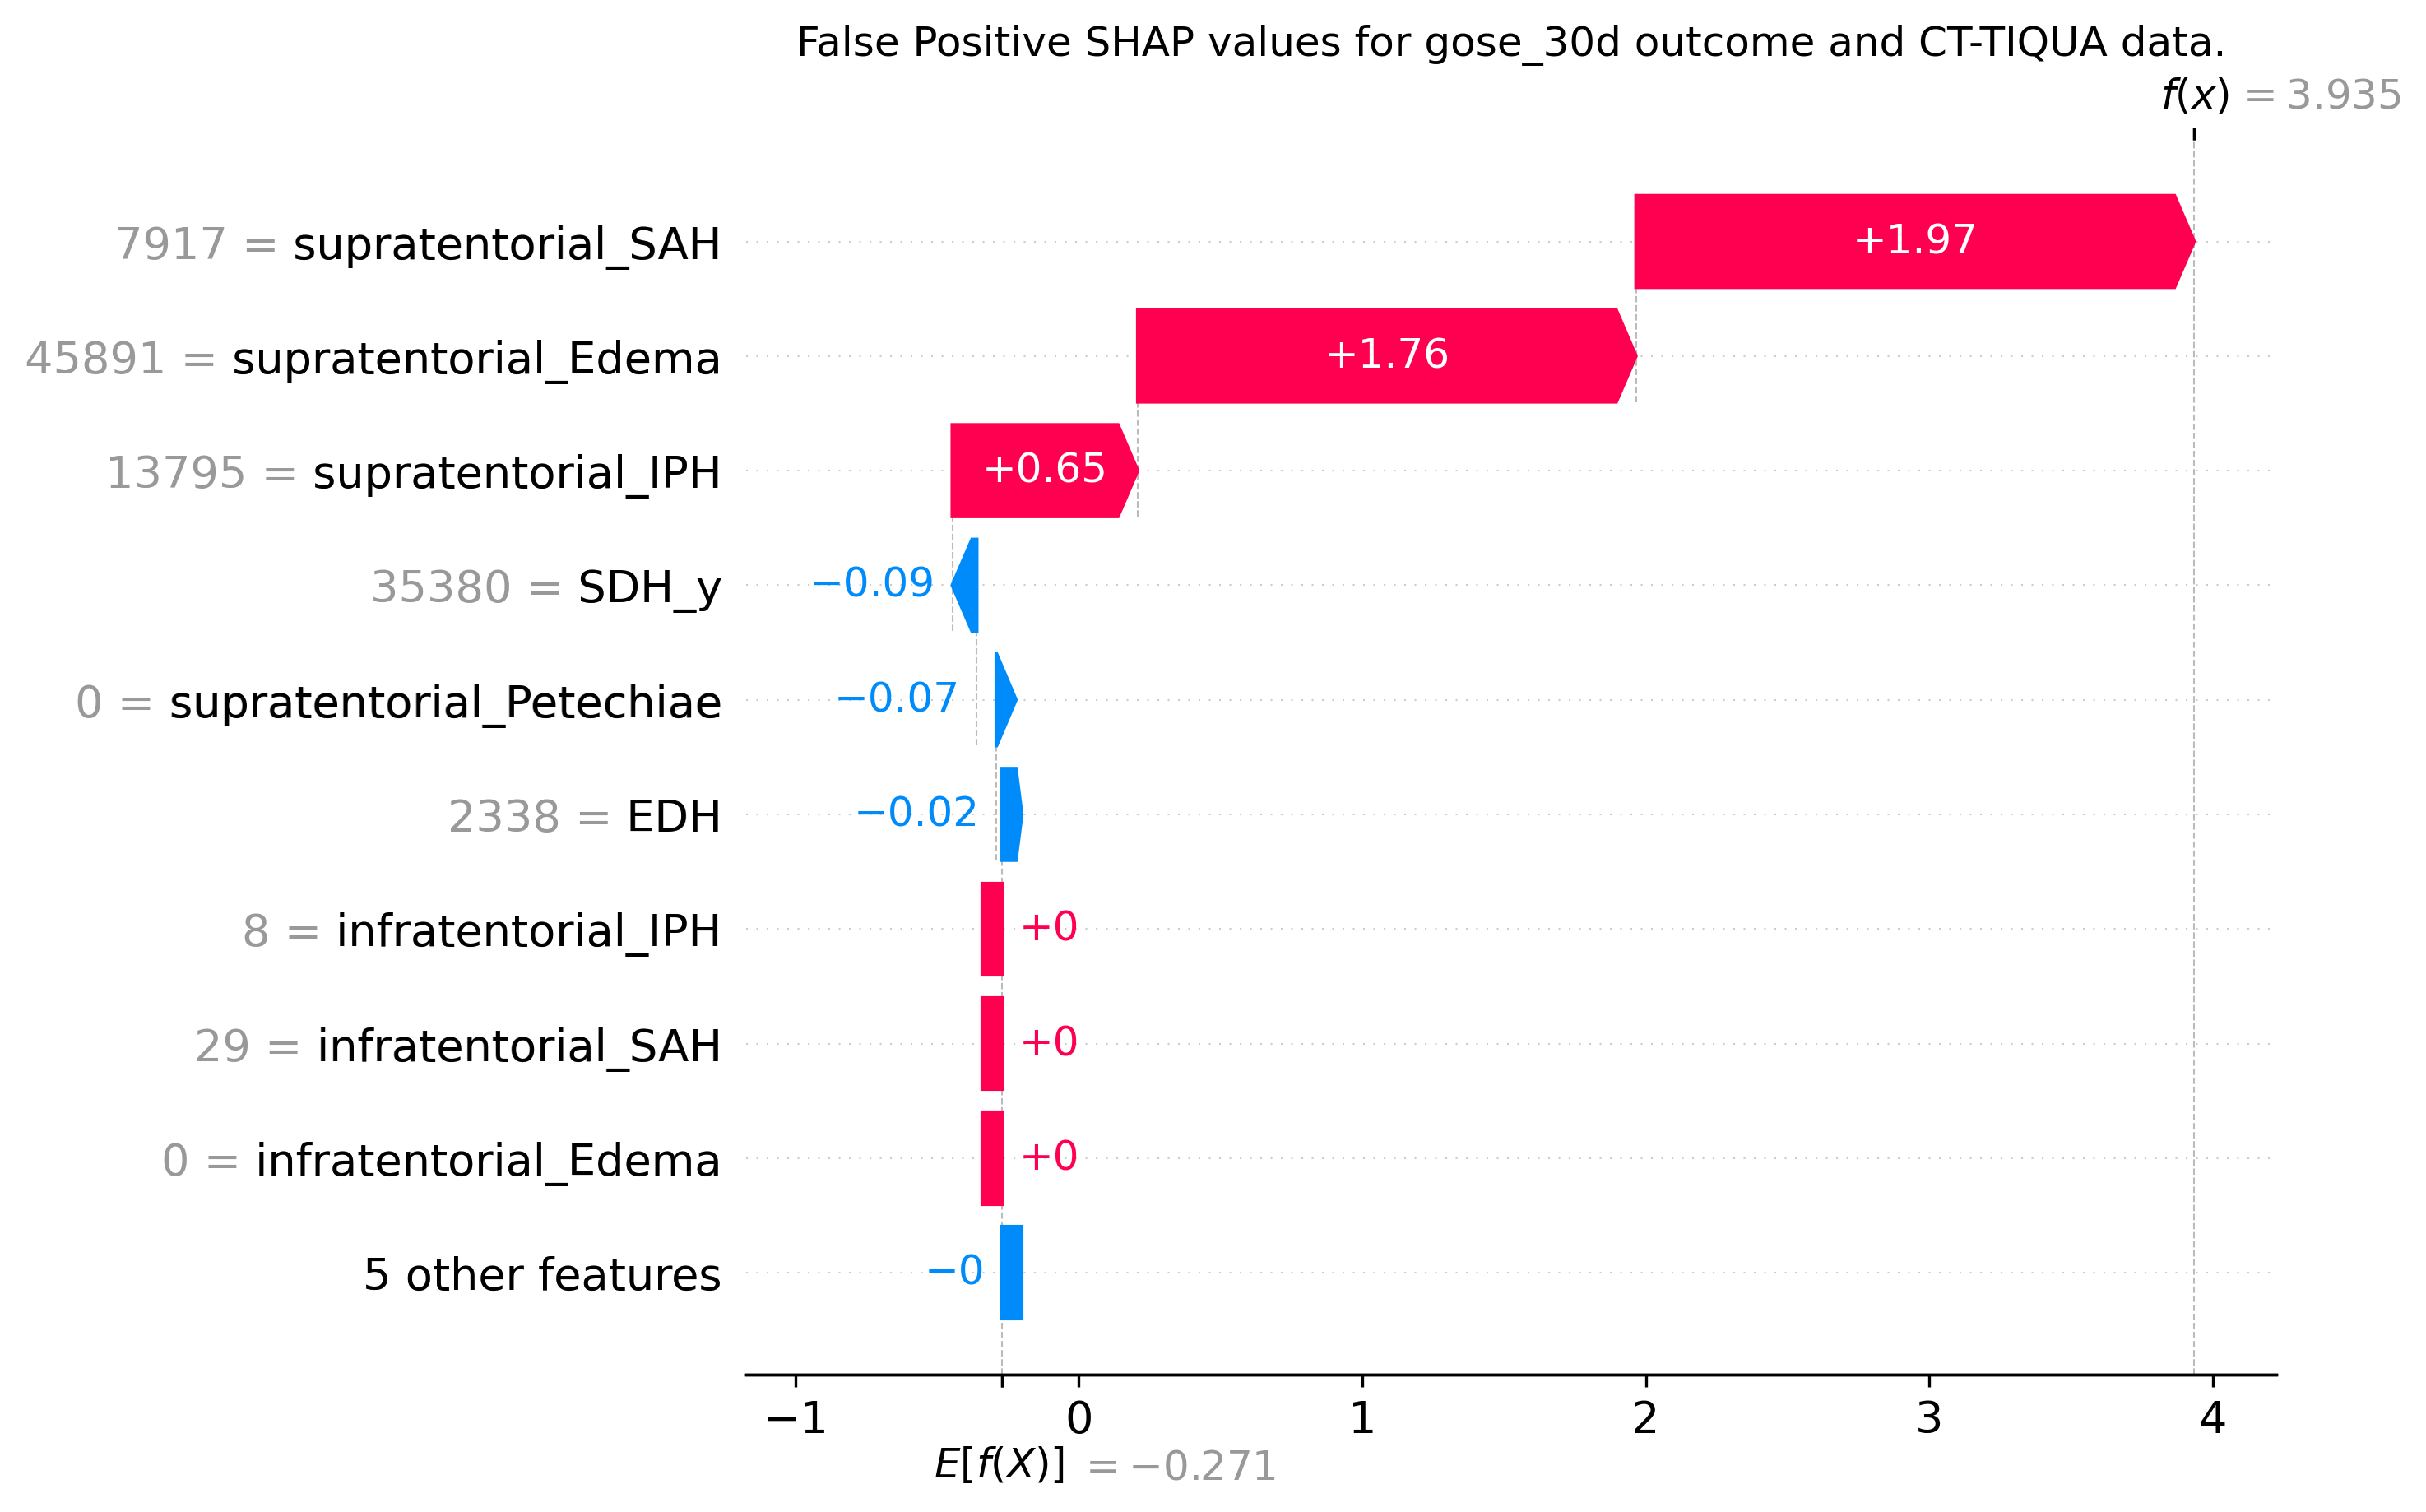 False Positive SHAP values for gose_30d outcome and CT-TIQUA data.
f(x) = 3.935
7917 = supratentorial_SAH +1.97
45891 = supratentorial_Edema +1.76
13795 = supratentorial_IPH +0.65
35380 = SDH_y −0.09
0 = supratentorial_Petechiae −0.07
2338 = EDH −0.02
8 = infratentorial_IPH +0
29 = infratentorial_SAH +0
0 = infratentorial_Edema +0
5 other features −0
−1 0 1 2 3 4
E[f(X)] = −0.271